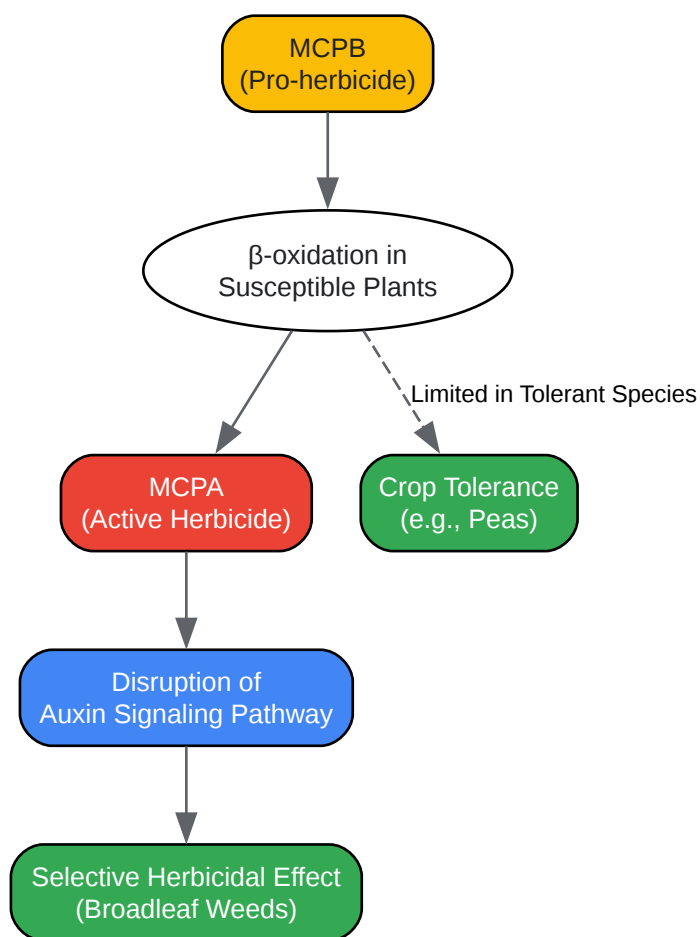 MCPB
(Pro-herbicide)
β-oxidation in
Susceptible Plants
Limited in Tolerant Species
MCPA
(Active Herbicide)
Crop Tolerance
(e.g., Peas)
Disruption of
Auxin Signaling Pathway
Selective Herbicidal Effect
(Broadleaf Weeds)